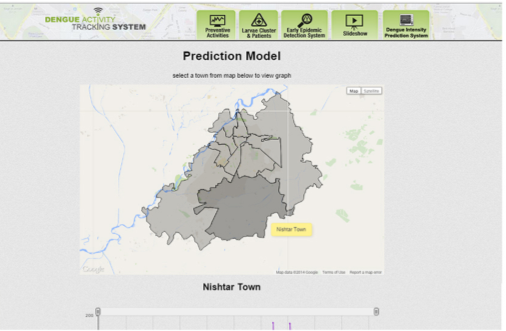 DENGUE ACTIVITY
TRACKING SYSTEM
Preventive
Activities
Larvae Cluster
& Patients
Early Epidemic
Detection System
Slideshow
Dengue Intensity
Prediction System
Prediction Model
select a town from map below to view graph
Map
Satellite
Nishtar Town
Google
Map data ©2014 Google
Terms of Use
Report a map error
Nishtar Town
200